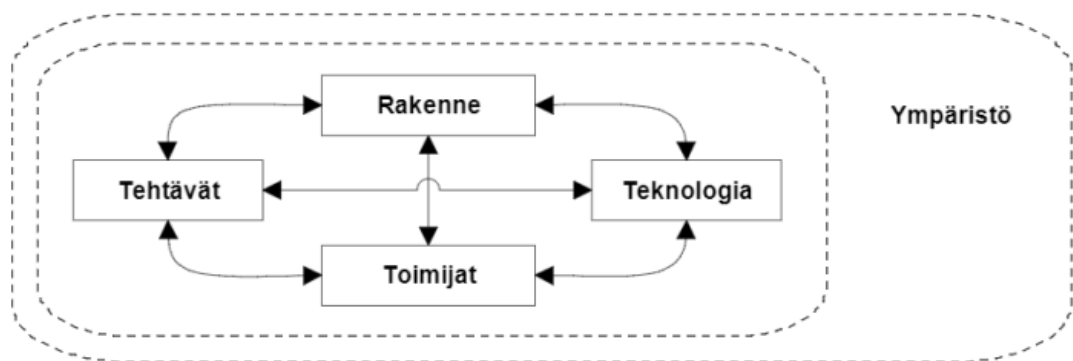 Rakenne
Ympäristö
Tehtävät
Teknologia
Toimijat